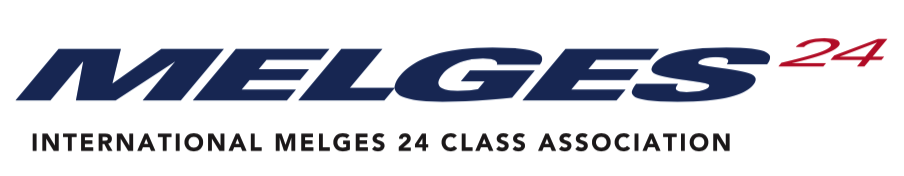 MELGES 24
INTERNATIONAL MELGES 24 CLASS ASSOCIATION